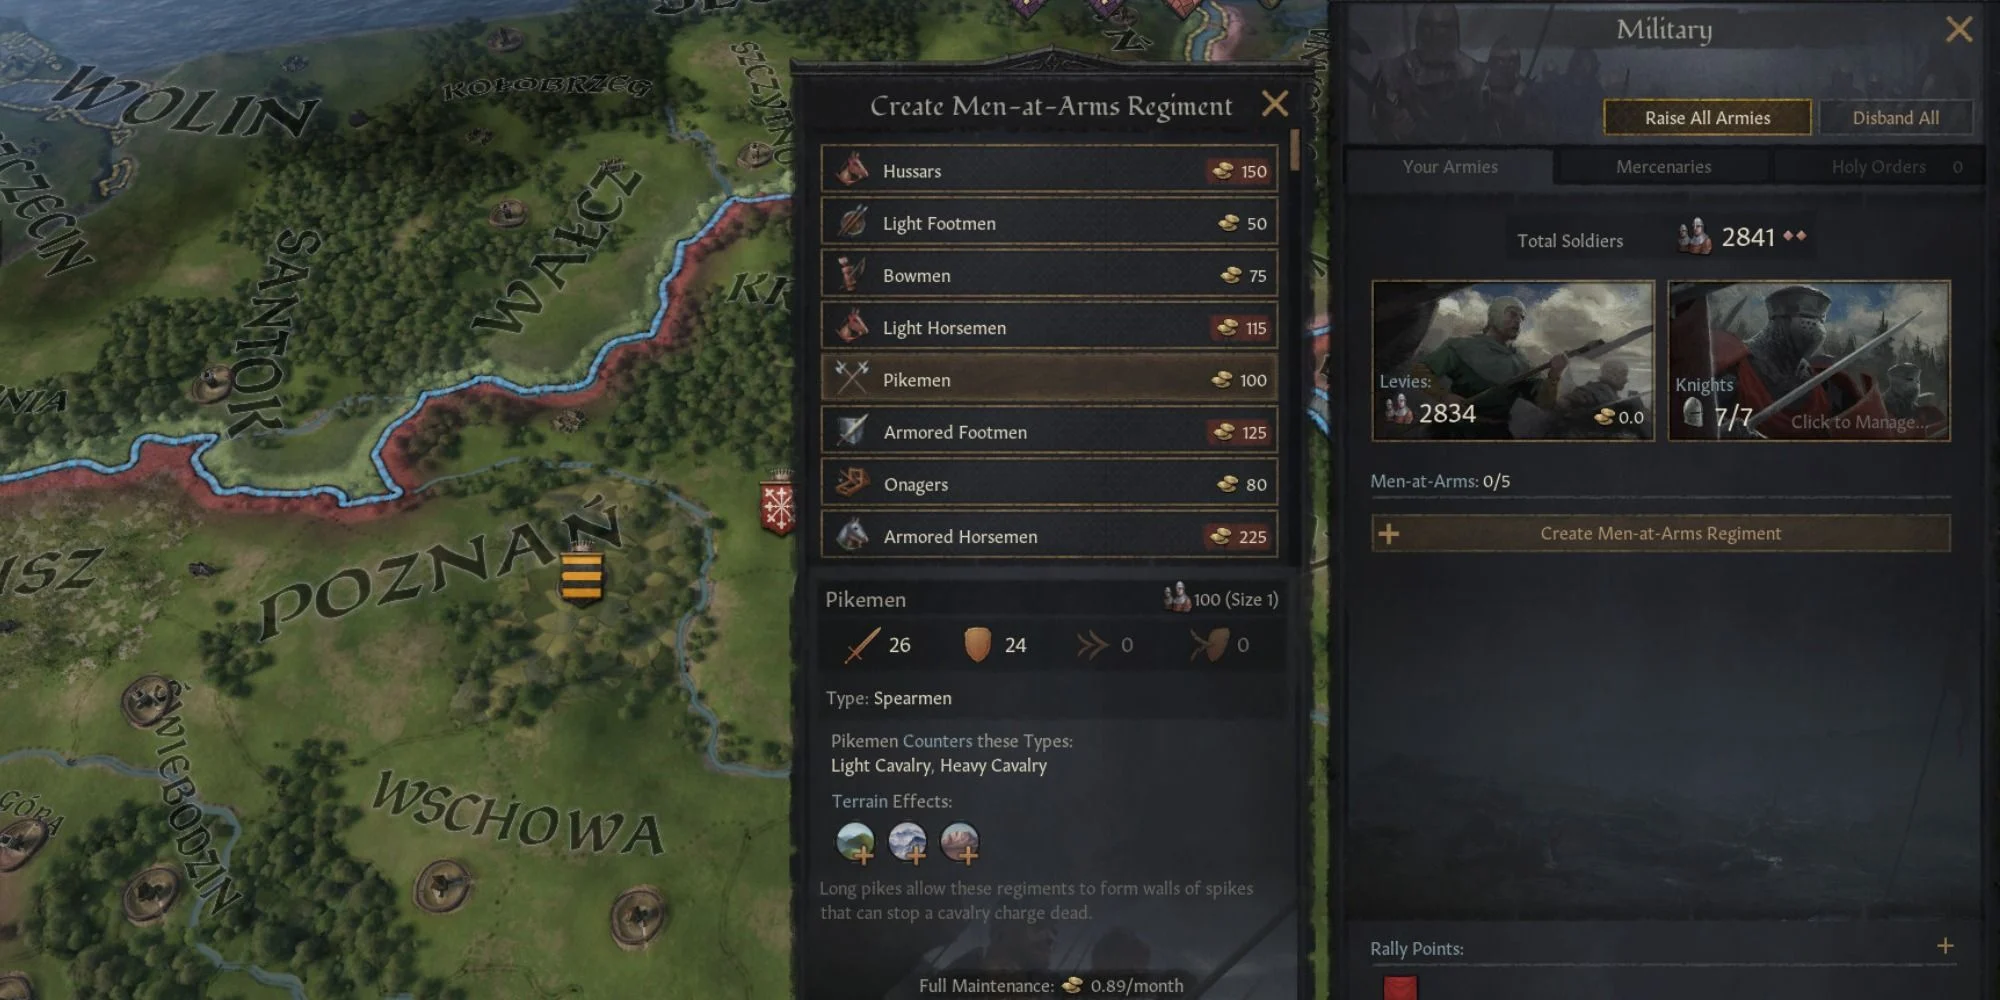 WOLIN
KOŁOBRZEG
SZCZECIN
SANTOK
WAŁCZ
POZNAŃ
ŚWIEBODZIN
GÓRA
WSCHOWA
Create Men-at-Arms Regiment
Hussars 150
Light Footmen 50
Bowmen 75
Light Horsemen 115
Pikemen 100
Armored Footmen 125
Onagers 80
Armored Horsemen 225
Pikemen 100 (Size 1)
26 24 0 0
Type: Spearmen
Pikemen Counters these Types:
Light Cavalry, Heavy Cavalry
Terrain Effects:
Long pikes allow these regiments to form walls of spikes
that can stop a cavalry charge dead.
Full Maintenance: 0.89/month
Military
Raise All Armies Disband All
Your Armies Mercenaries Holy Orders 0
Total Soldiers 2841
Levies:
2834 0.0
Knights
7/7 Click to Manage...
Men-at-Arms: 0/5
Create Men-at-Arms Regiment
Rally Points: